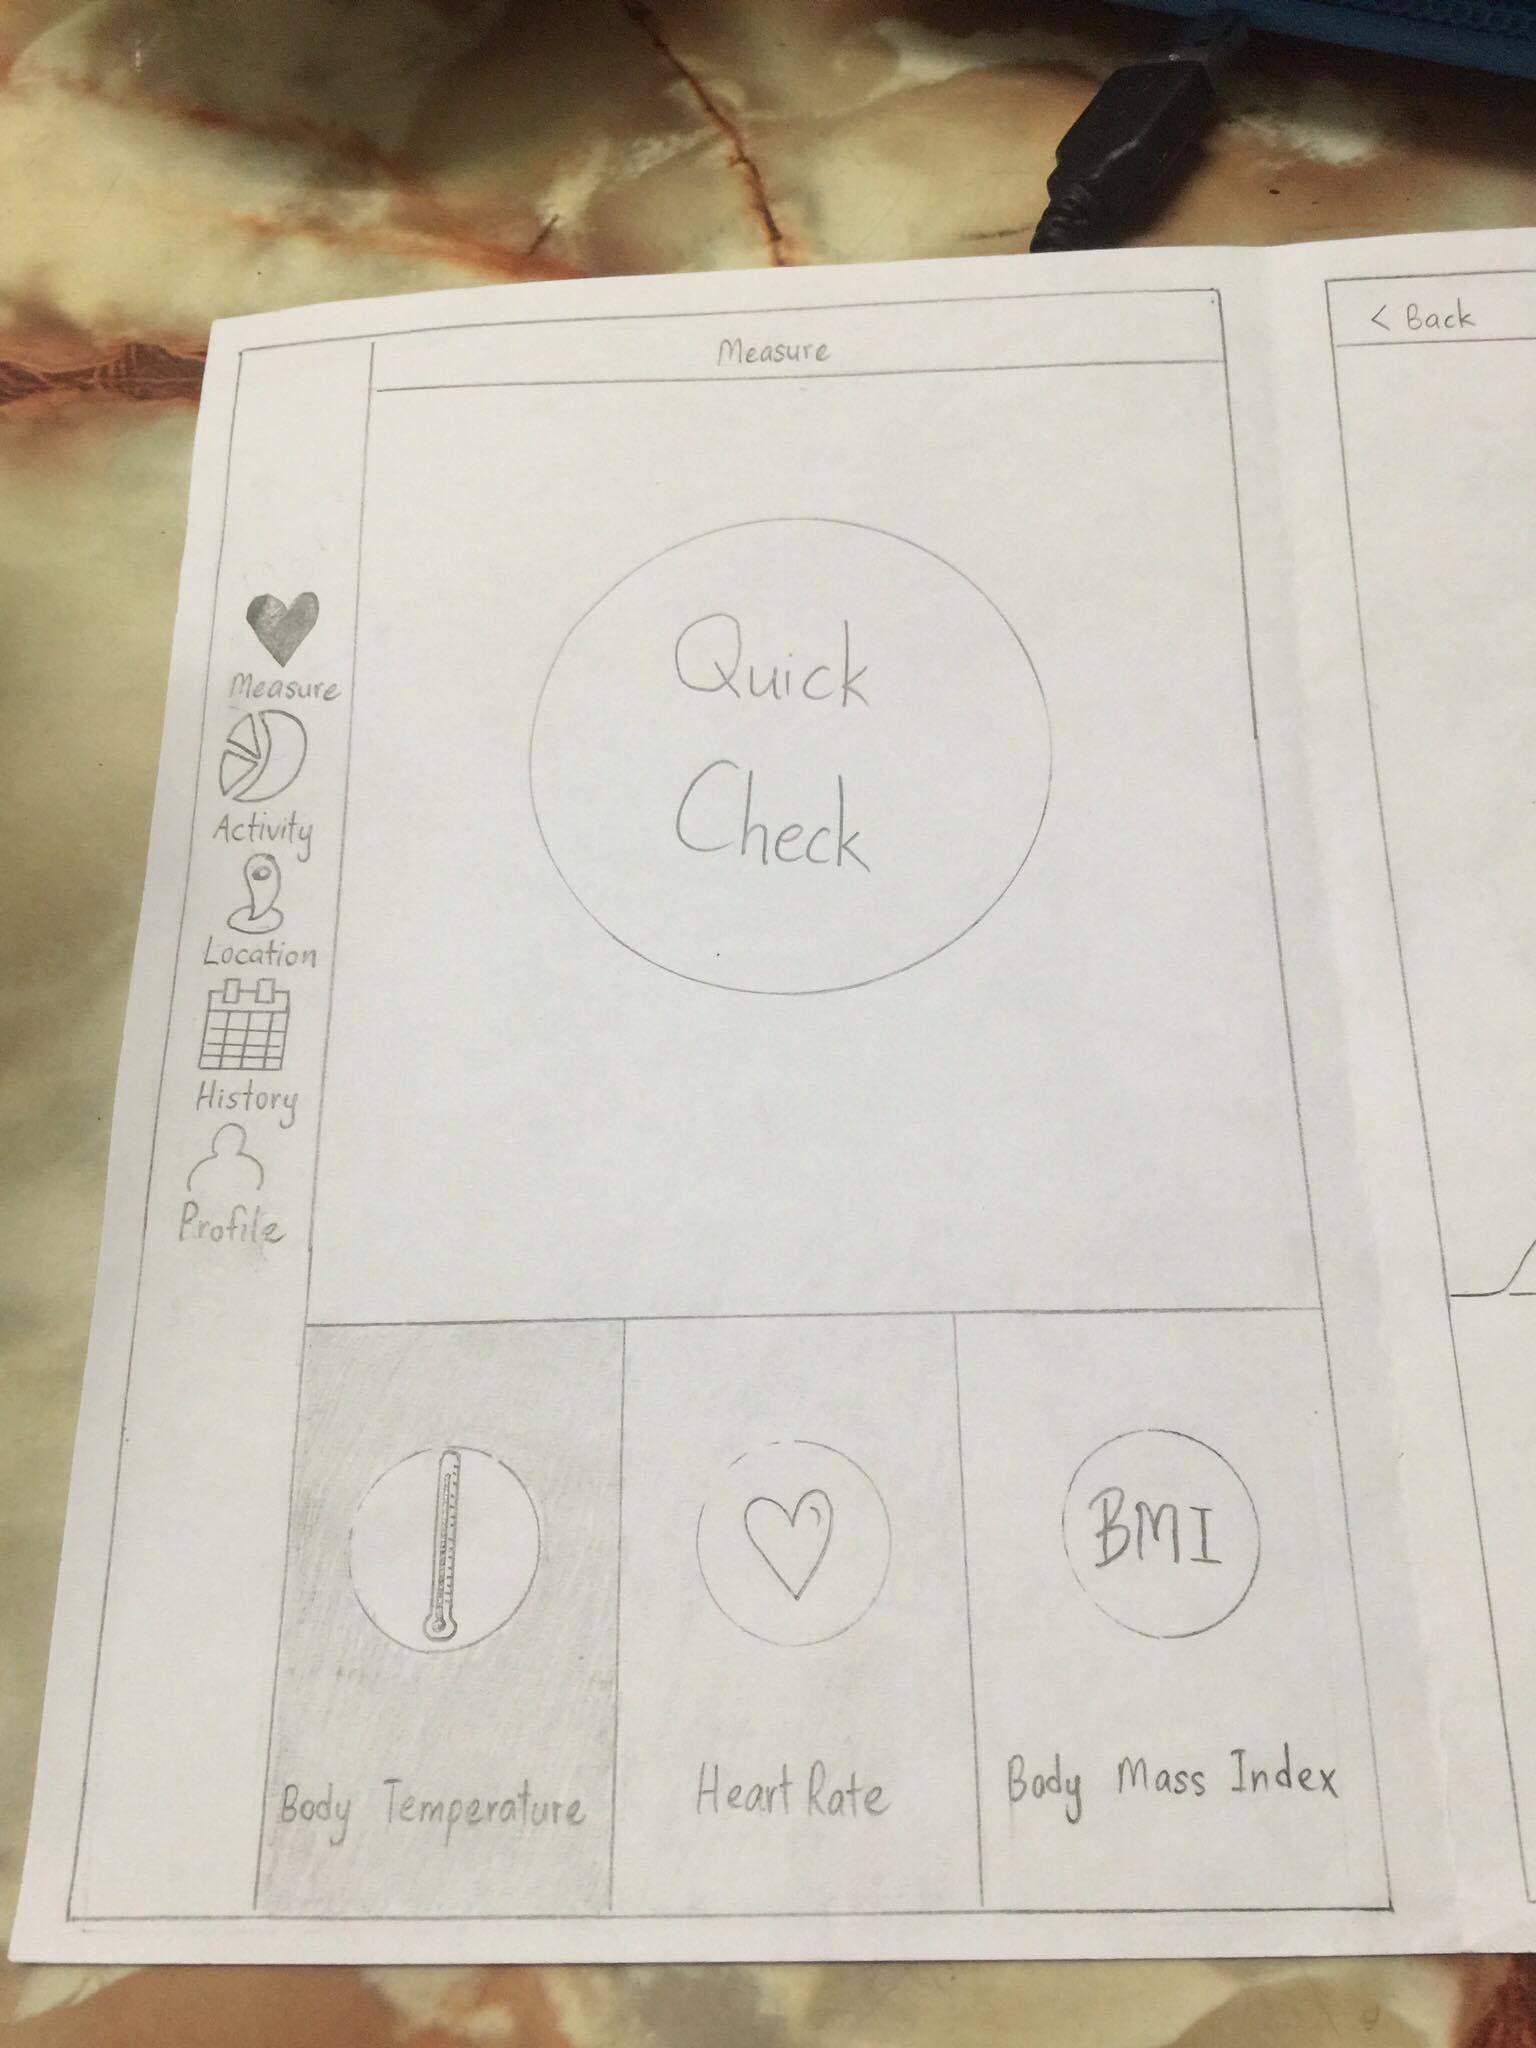 Measure
< Back
Quick
Check
Measure
Activity
Location
History
Profile
BMI
Body Temperature
Heart Rate
Body Mass Index